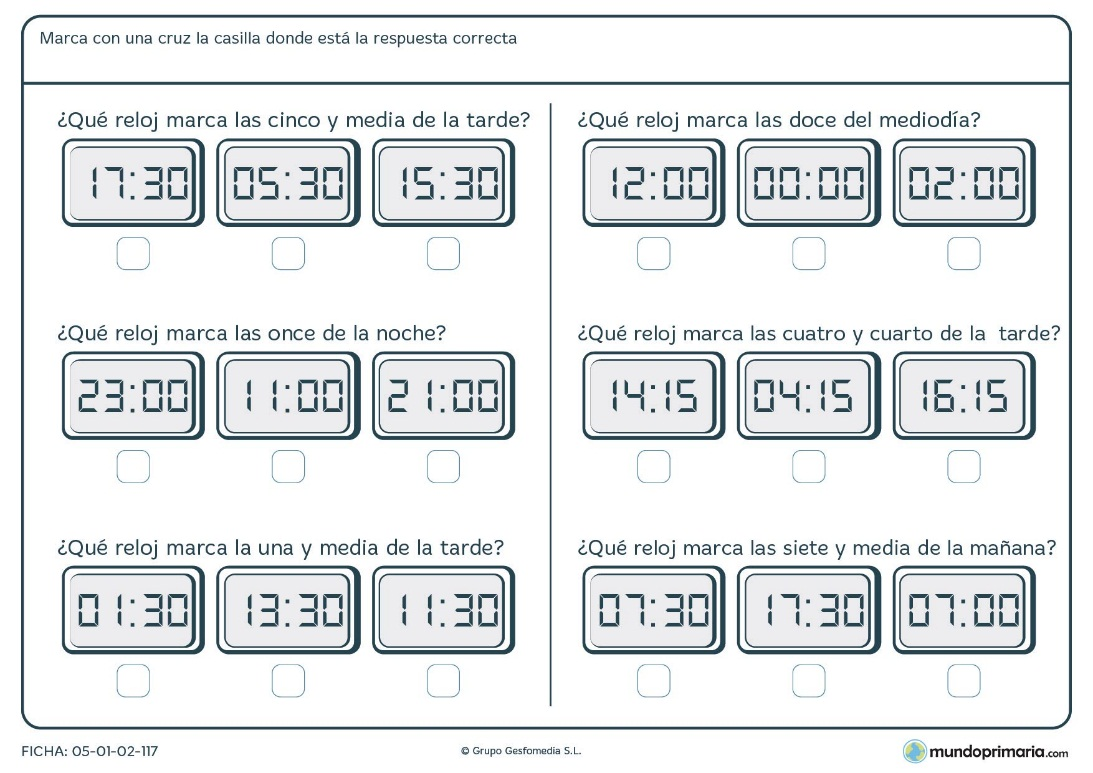 Marca con una cruz la casilla donde está la respuesta correcta
¿Qué reloj marca las cinco y media de la tarde?
17:30 05:30 15:30
¿Qué reloj marca las once de la noche?
23:00 11:00 21:00
¿Qué reloj marca la una y media de la tarde?
01:30 13:30 11:30
¿Qué reloj marca las doce del mediodía?
12:00 00:00 02:00
¿Qué reloj marca las cuatro y cuarto de la tarde?
14:15 04:15 16:15
¿Qué reloj marca las siete y media de la mañana?
07:30 17:30 07:00
FICHA: 05-01-02-117
© Grupo Gesfomedia S.L.
mundoprimaria.com